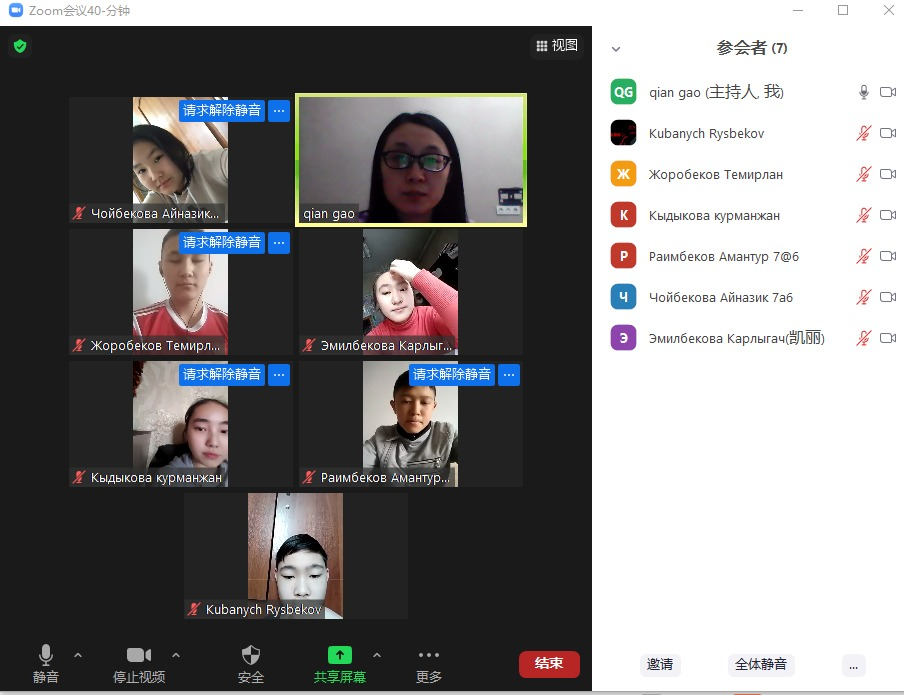 Zoom会议40-分钟
视图
请求解除静音 ...
Чойбекова Айназик...
qian gao
请求解除静音 ...
Жоробеков Темирл...
Эмилбекова Карлыг...
请求解除静音 ...
Кыдыкова курманжан
请求解除静音 ...
Раимбеков Амантур...
Kubanych Rysbekov
静音
停止视频
安全
共享屏幕
更多
结束
参会者 (7)
QG qian gao (主持人, 我)
Kubanych Rysbekov
Ж Жоробеков Темирлан
К Кыдыкова курманжан
Р Раимбеков Амантур 7@6
Ч Чойбекова Айназик 7а6
Э Эмилбекова Карлыгач(凯丽)
邀请
全体静音
...